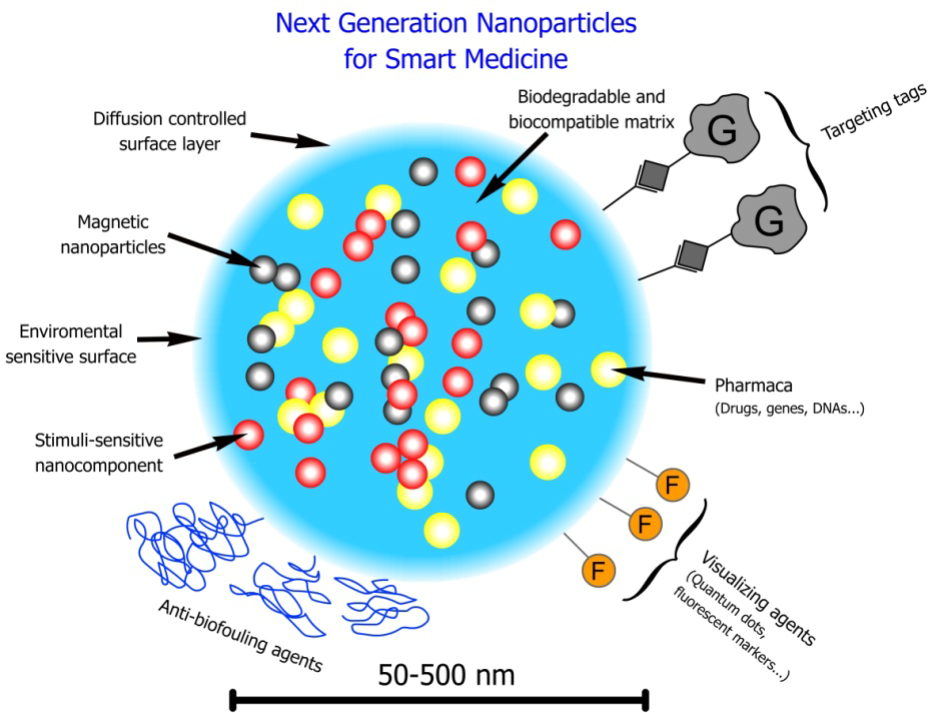 Next Generation Nanoparticles
for Smart Medicine
Diffusion controlled
surface layer
Biodegradable and
biocompatible matrix
Targeting tags
G
G
Magnetic
nanoparticles
Enviromental
sensitive surface
Pharmaca
(Drugs, genes, DNAs...)
Stimuli-sensitive
nanocomponent
F
F
F
Visualizing agents
(Quantum dots,
fluorescent markers...)
Anti-biofouling agents
50-500 nm